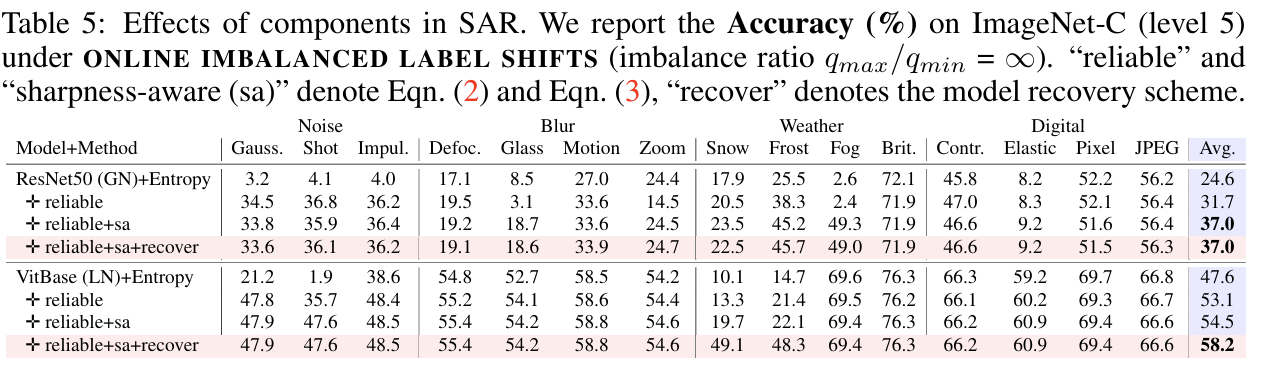 Table 5: Effects of components in SAR. We report the Accuracy (%) on ImageNet-C (level 5)
under ONLINE IMBALANCED LABEL SHIFTS (imbalance ratio q_max/q_min = ∞). “reliable” and
“sharpness-aware (sa)” denote Eqn. (2) and Eqn. (3), “recover” denotes the model recovery scheme.
Noise Blur Weather Digital
Model+Method Gauss. Shot Impul. Defoc. Glass Motion Zoom Snow Frost Fog Brit. Contr. Elastic Pixel JPEG Avg.
ResNet50 (GN)+Entropy 3.2 4.1 4.0 17.1 8.5 27.0 24.4 17.9 25.5 2.6 72.1 45.8 8.2 52.2 56.2 24.6
✛ reliable 34.5 36.8 36.2 19.5 3.1 33.6 14.5 20.5 38.3 2.4 71.9 47.0 8.3 52.1 56.4 31.7
✛ reliable+sa 33.8 35.9 36.4 19.2 18.7 33.6 24.5 23.5 45.2 49.3 71.9 46.6 9.2 51.6 56.4 37.0
✛ reliable+sa+recover 33.6 36.1 36.2 19.1 18.6 33.9 24.7 22.5 45.7 49.0 71.9 46.6 9.2 51.5 56.3 37.0
VitBase (LN)+Entropy 21.2 1.9 38.6 54.8 52.7 58.5 54.2 10.1 14.7 69.6 76.3 66.3 59.2 69.7 66.8 47.6
✛ reliable 47.8 35.7 48.4 55.2 54.1 58.6 54.4 13.3 21.4 69.5 76.2 66.1 60.2 69.3 66.7 53.1
✛ reliable+sa 47.9 47.6 48.5 55.4 54.2 58.8 54.6 19.7 22.1 69.4 76.3 66.2 60.9 69.4 66.6 54.5
✛ reliable+sa+recover 47.9 47.6 48.5 55.4 54.2 58.8 54.6 49.1 48.3 69.4 76.3 66.2 60.9 69.4 66.6 58.2